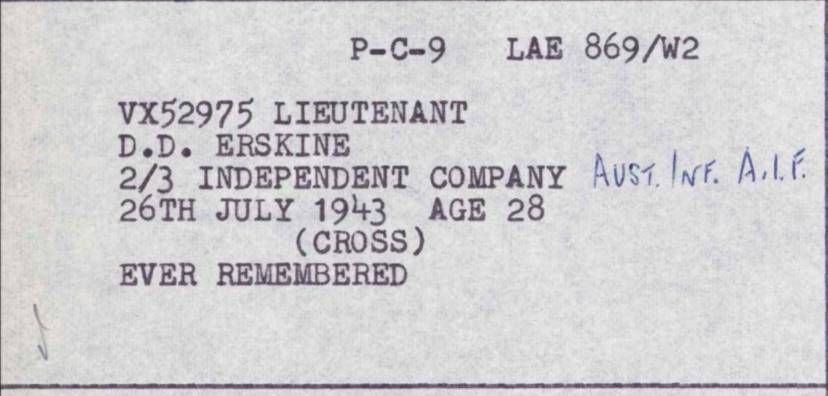 P-C-9 LAE 869/W2
VX52975 LIEUTENANT
D.D. ERSKINE
2/3 INDEPENDENT COMPANY AUST. INF. A.I.F.
26TH JULY 1943 AGE 28
(CROSS)
EVER REMEMBERED